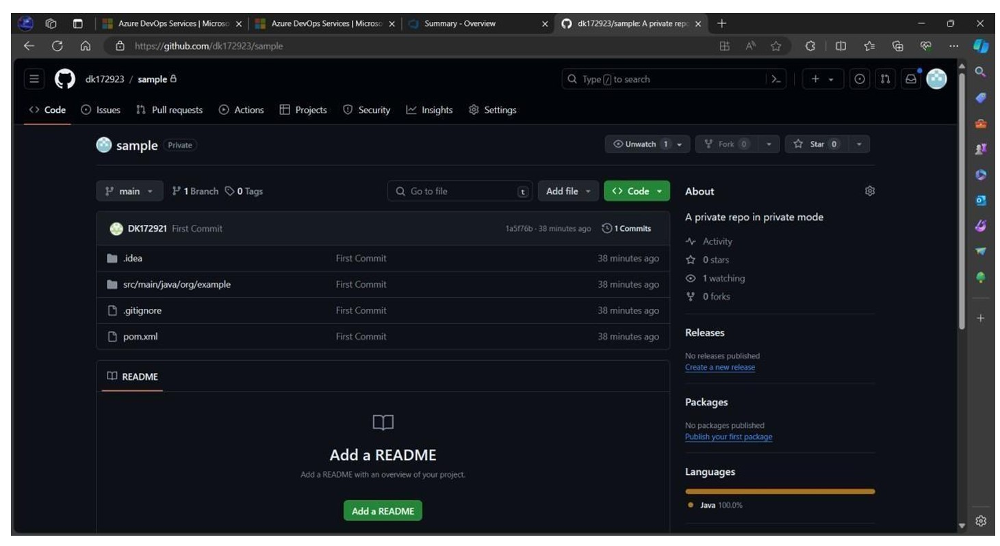 Azure DevOps Services | Microso
Azure DevOps Services | Microso
Summary - Overview
dk172923/sample: A private repo
https://github.com/dk172923/sample
dk172923 / sample
Type / to search
Code
Issues
Pull requests
Actions
Projects
Security
Insights
Settings
sample Private
Unwatch 1
Fork 0
Star 0
main
1 Branch
0 Tags
Go to file t
Add file
Code
DK172921 First Commit 1a5f76b · 38 minutes ago 1 Commits
.idea First Commit 38 minutes ago
src/main/java/org/example First Commit 38 minutes ago
.gitignore First Commit 38 minutes ago
pom.xml First Commit 38 minutes ago
README
Add a README
Add a README with an overview of your project.
Add a README
About
A private repo in private mode
Activity
0 stars
1 watching
0 forks
Releases
No releases published
Create a new release
Packages
No packages published
Publish your first package
Languages
Java 100.0%